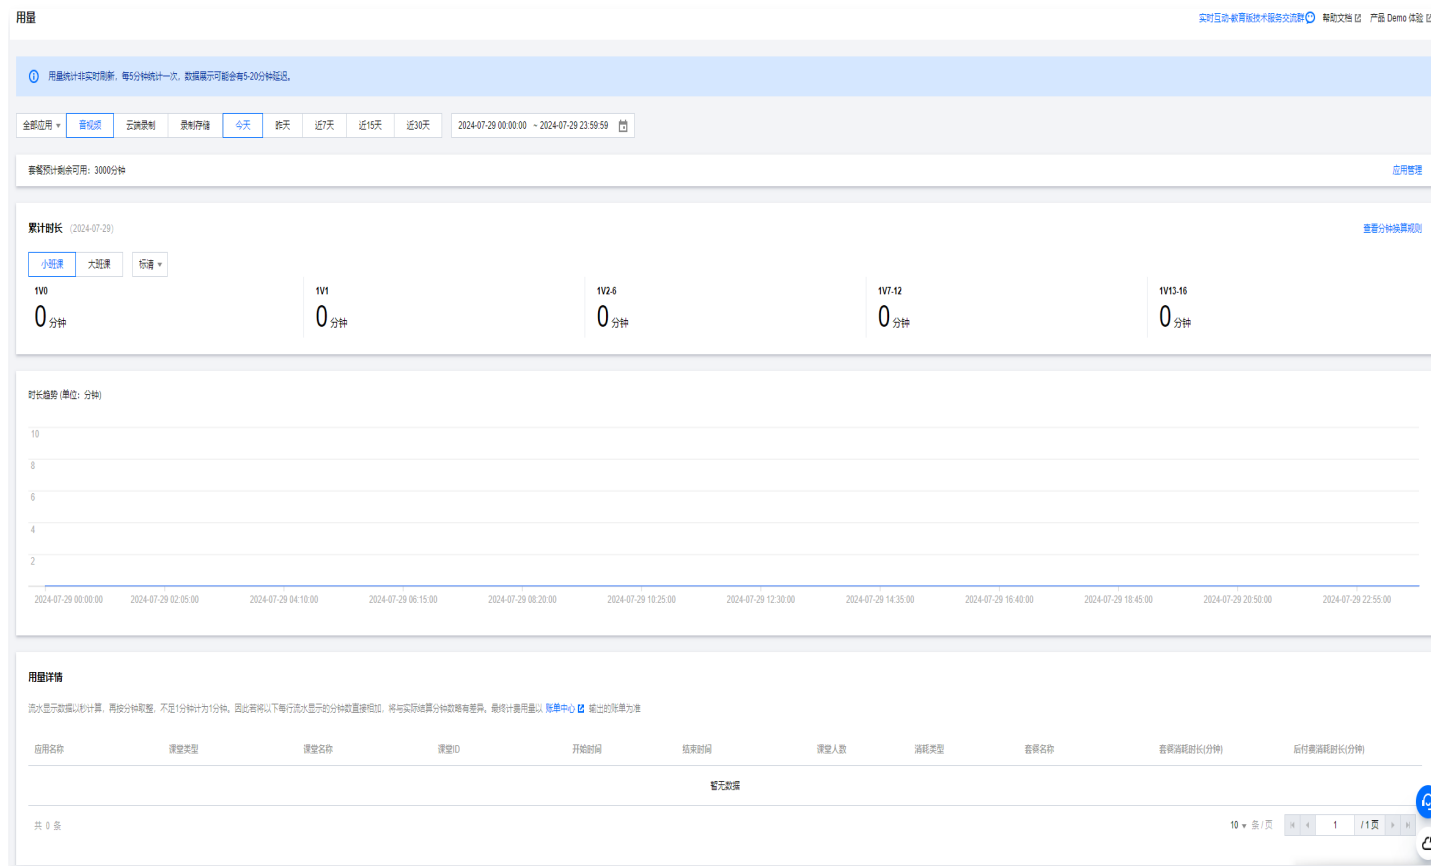 用量 实时互动-教育版技术服务交流群 帮助文档 产品 Demo 体验
用量统计非实时刷新，每5分钟统计一次，数据展示可能会有5-20分钟延迟。
全部应用 音视频 云端录制 录制存储 今天 昨天 近7天 近15天 近30天 2024-07-29 00:00:00 ~ 2024-07-29 23:59:59
套餐预计剩余可用：3000分钟 应用管理
累计时长 (2024-07-29) 查看分钟换算规则
小班课 大班课 标清
1V0 1V1 1V2-6 1V7-12 1V13-16
0 分钟 0 分钟 0 分钟 0 分钟 0 分钟
时长趋势 (单位：分钟)
10
8
6
4
2
2024-07-29 00:00:00 2024-07-29 02:05:00 2024-07-29 04:10:00 2024-07-29 06:15:00 2024-07-29 08:20:00 2024-07-29 10:25:00 2024-07-29 12:30:00 2024-07-29 14:35:00 2024-07-29 16:40:00 2024-07-29 18:45:00 2024-07-29 20:50:00 2024-07-29 22:55:00
用量详情
流水显示数据以秒计算，再按分钟取整，不足1分钟计为1分钟。因此若将以下每行流水显示的分钟数直接相加，将与实际结算分钟数略有差异。最终计费用量以 账单中心 输出的账单为准
应用名称 课堂类型 课堂名称 课堂ID 开始时间 结束时间 课堂人数 消耗类型 套餐名称 套餐消耗时长(分钟) 后付费消耗时长(分钟)
暂无数据
共 0 条 10 条 / 页 1 / 1 页